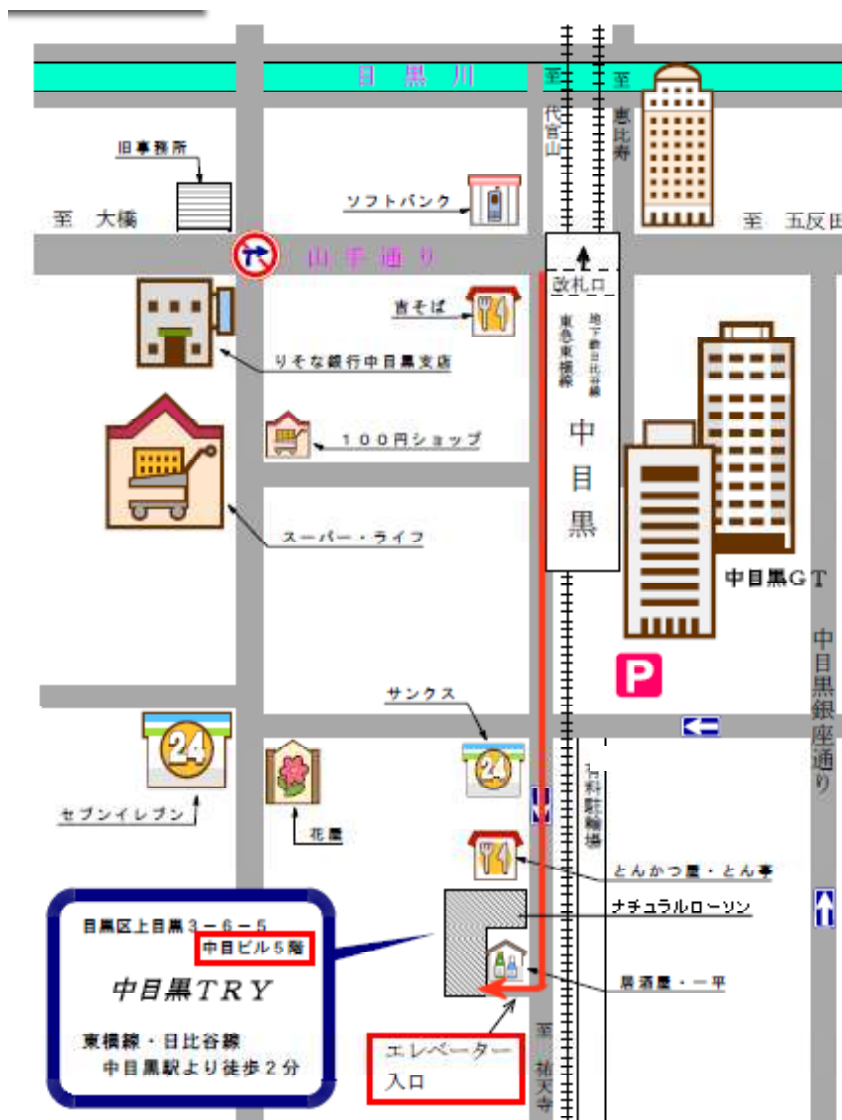 目黒川
至 代官山
至 恵比寿
旧事務所
ソフトバンク
至 大橋
至 五反田
山手通り
改札口
吉そば
東急東横線
地下鉄日比谷線
中目黒
りそな銀行中目黒支店
100円ショップ
スーパー・ライフ
中目黒GT
中目黒銀座通り
P
サンクス
24
24
セブンイレブン
花屋
有料駐輪場
とんかつ屋・とん亭
ナチュラルローソン
居酒屋・一平
目黒区上目黒3-6-5
中目ビル5階
中目黒TRY
東横線・日比谷線
中目黒駅より徒歩2分
エレベーター
入口
至 祐天寺